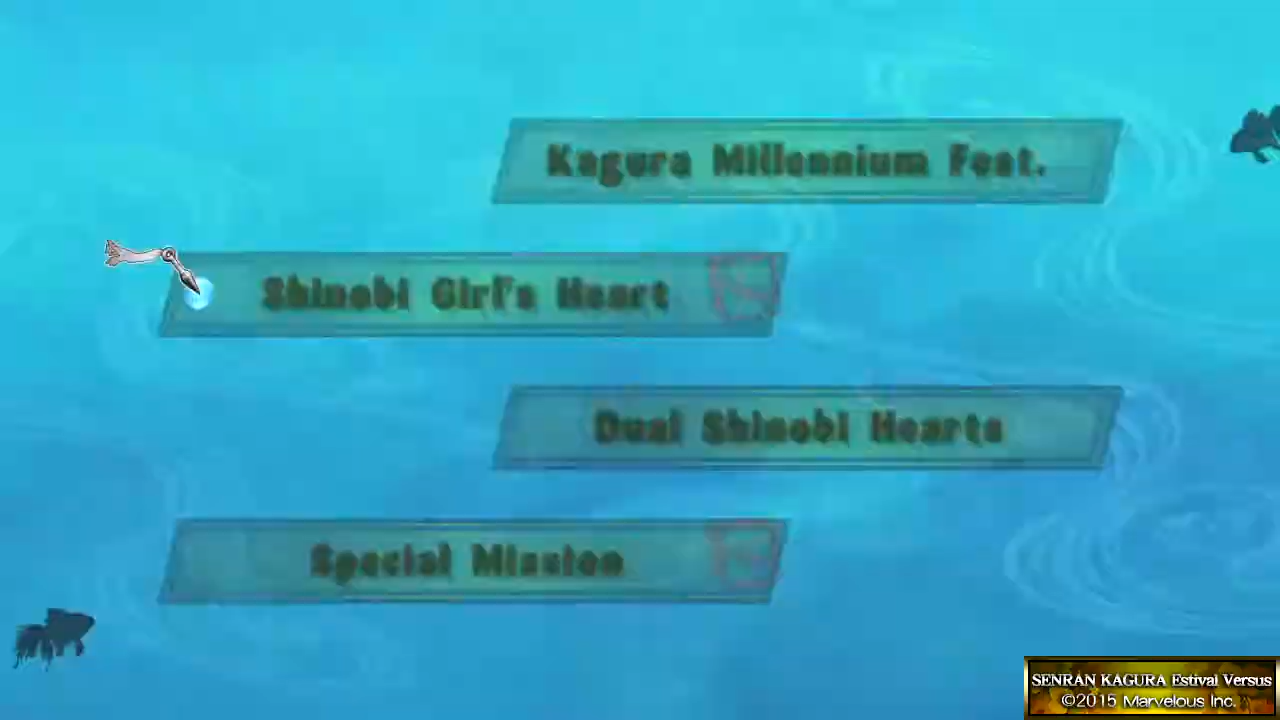 Kagura Millennium Fest.
Shinobi Girl's Heart
Dual Shinobi Hearts
Special Mission
SENRAN KAGURA Estival Versus
©2015 Marvelous Inc.